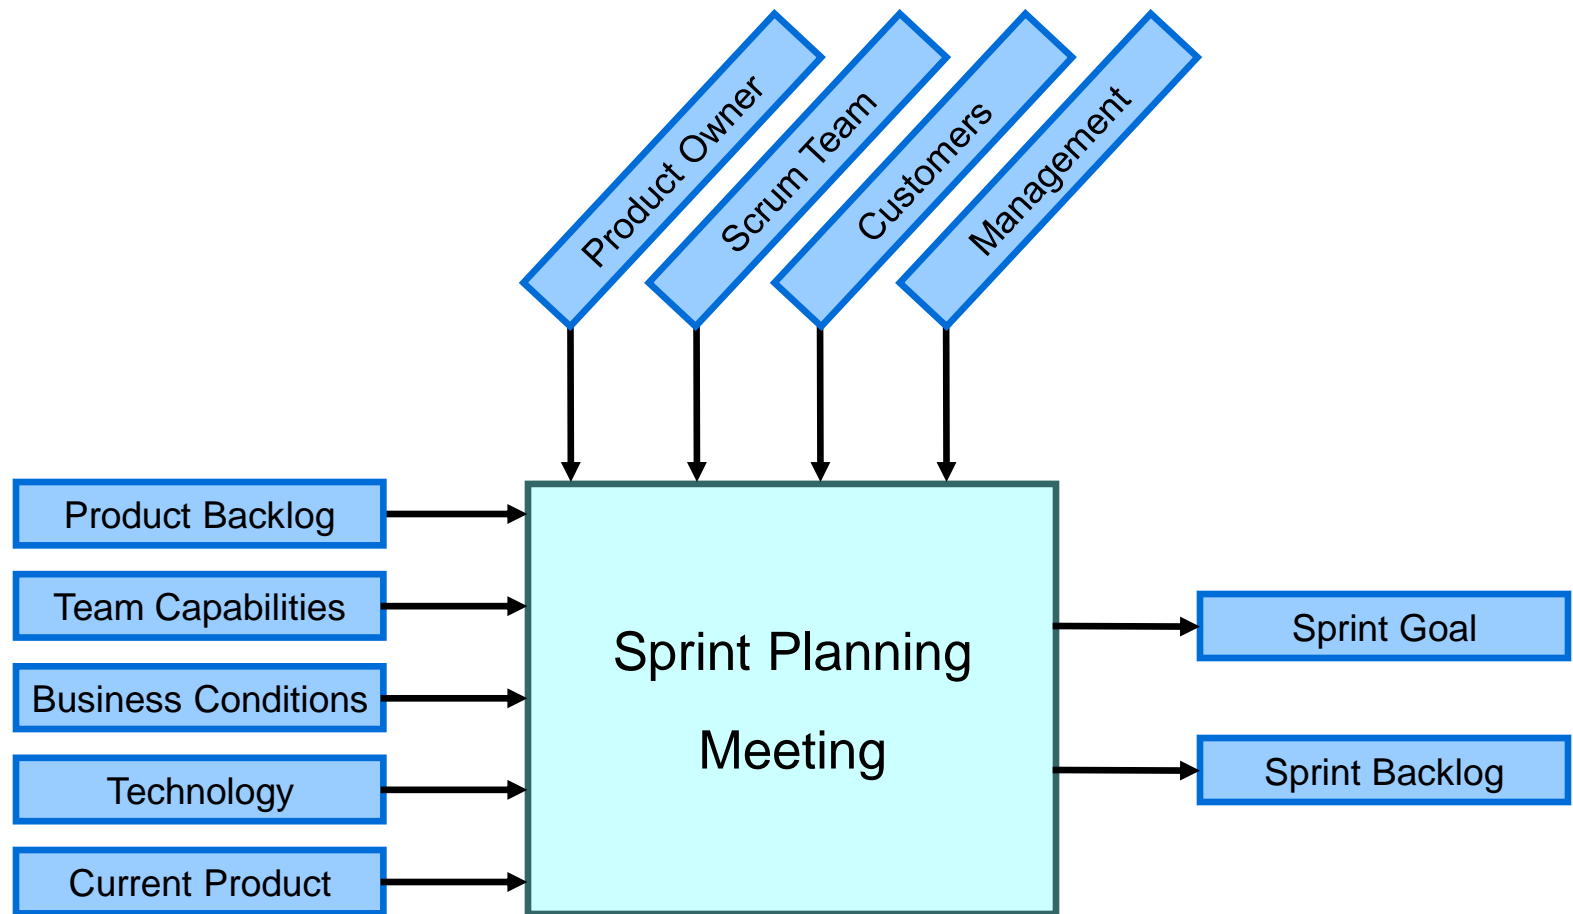 Product Owner
Scrum Team
Customers
Management
Product Backlog
Team Capabilities
Business Conditions
Technology
Current Product
Sprint Planning
Meeting
Sprint Goal
Sprint Backlog